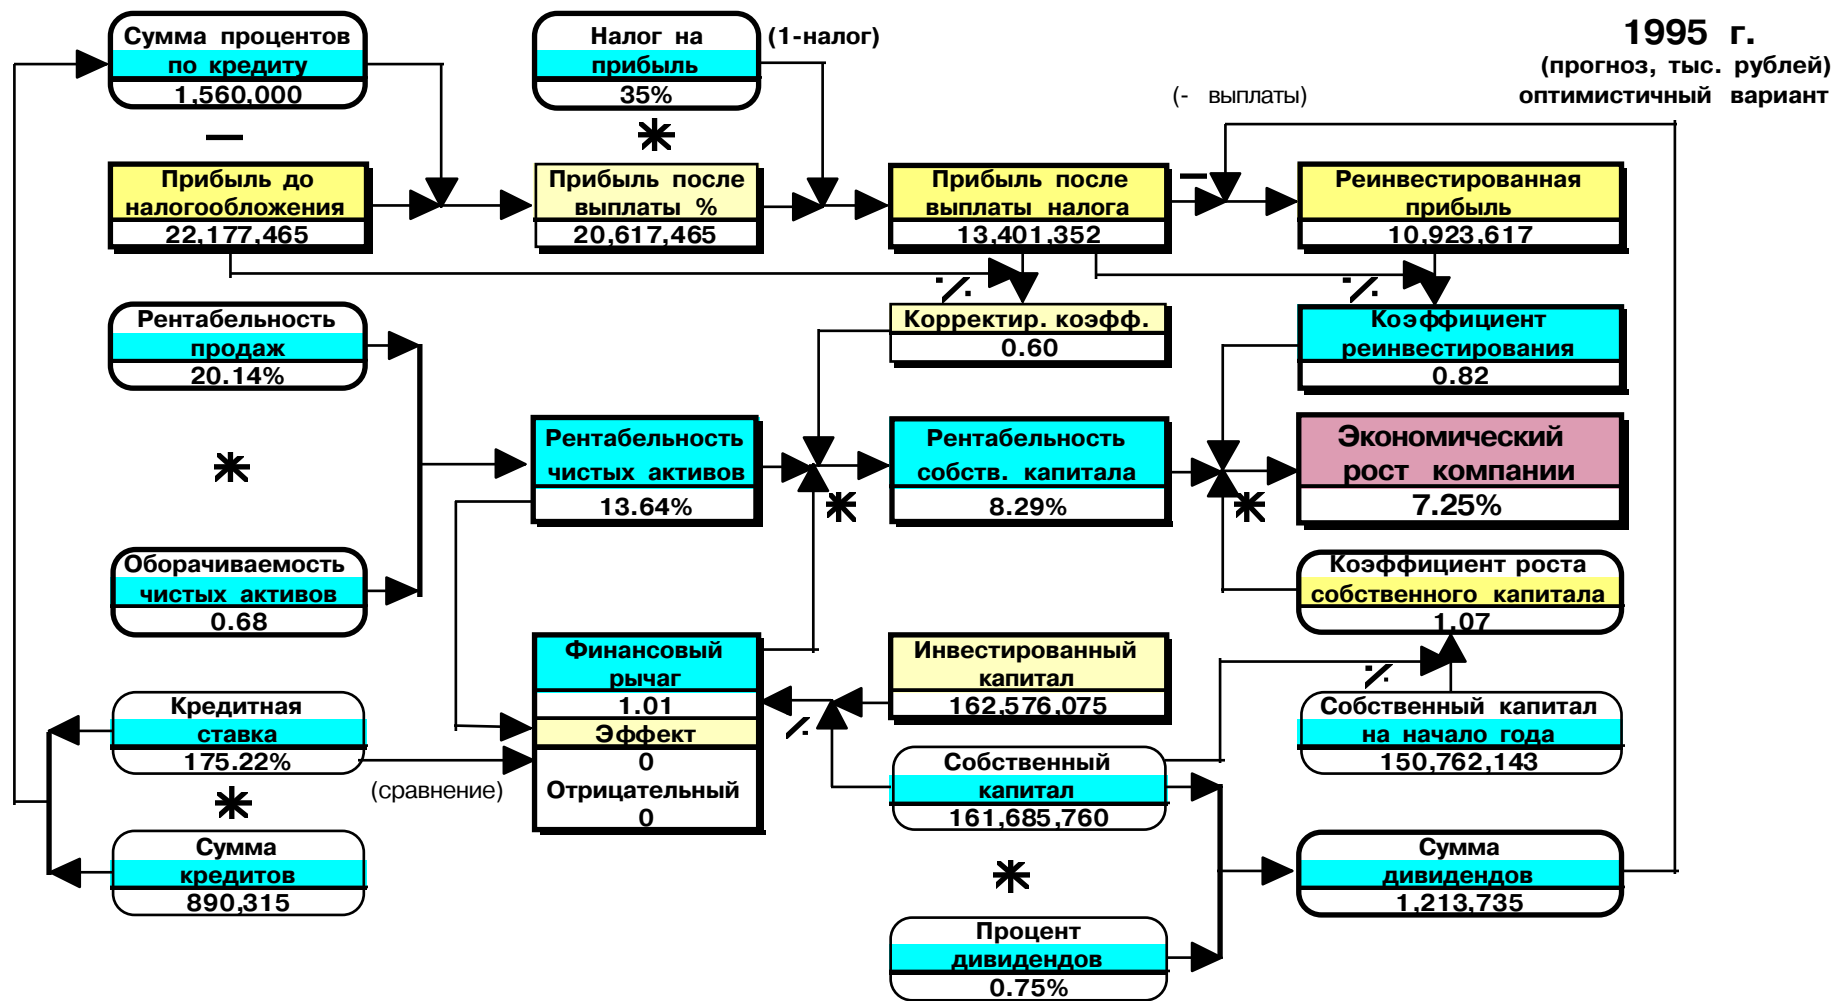 1995 г.
(прогноз, тыс. рублей)
оптимистичный вариант
Сумма процентов
по кредиту
1,560,000
Налог на
прибыль
35%
(1-налог)
(- выплаты)
Прибыль до
налогообложения
22,177,465
Прибыль после
выплаты %
20,617,465
Прибыль после
выплаты налога
13,401,352
Реинвестированная
прибыль
10,923,617
Рентабельность
продаж
20.14%
Корректир. коэфф.
0.60
Коэффициент
реинвестирования
0.82
Рентабельность
чистых активов
13.64%
Рентабельность
собств. капитала
8.29%
Экономический
рост компании
7.25%
Оборачиваемость
чистых активов
0.68
Коэффициент роста
собственного капитала
1.07
Финансовый
рычаг
1.01
Эффект
0
Отрицательный
0
Инвестированный
капитал
162,576,075
Кредитная
ставка
175.22%
(сравнение)
Собственный капитал
на начало года
150,762,143
Собственный
капитал
161,685,760
Сумма
кредитов
890,315
Сумма
дивидендов
1,213,735
Процент
дивидендов
0.75%